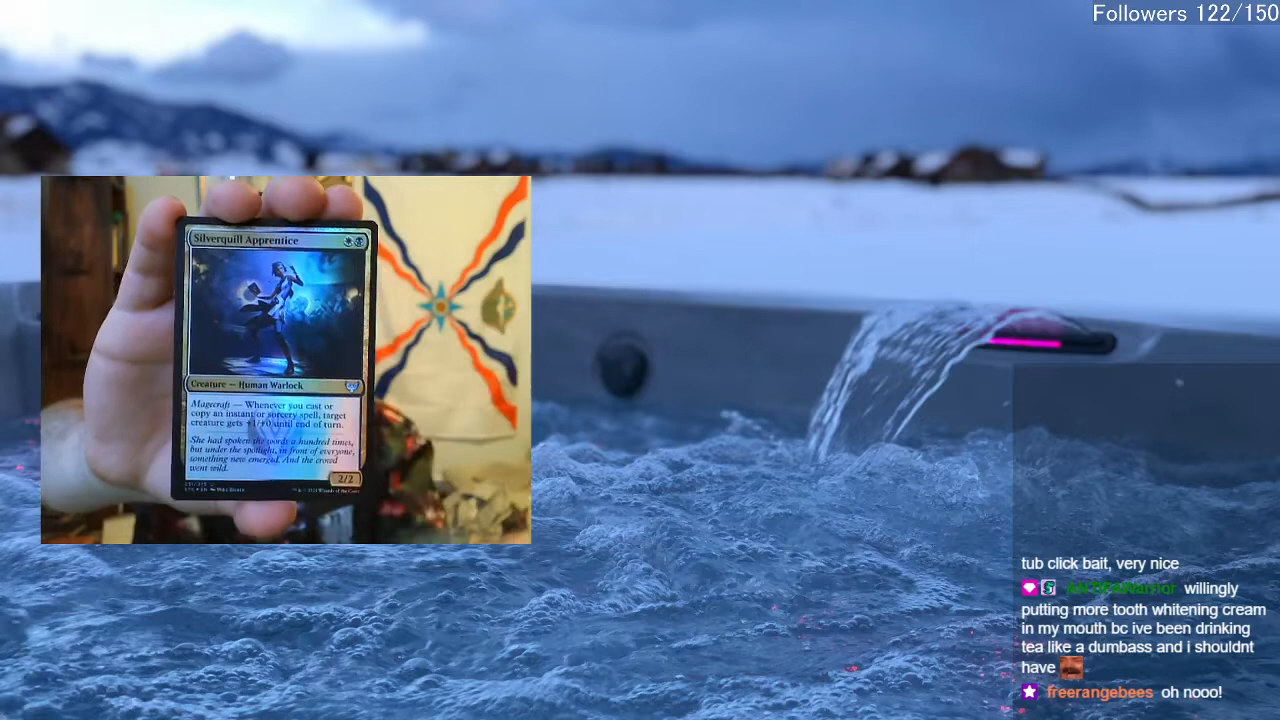 Followers 122/150
Silverquill Apprentice
Creature — Human Warlock
Magecraft — Whenever you cast or
copy an instant or sorcery spell, target
creature gets +1/+0 until end of turn.
She had spoken the words a hundred times,
but under the spotlight, in front of everyone,
something new emerged. And the crowd
went wild.
2/2
tub click bait, very nice
willingly
putting more tooth whitening cream
in my mouth bc ive been drinking
tea like a dumbass and i shouldnt
have
freerangebees oh nooo!